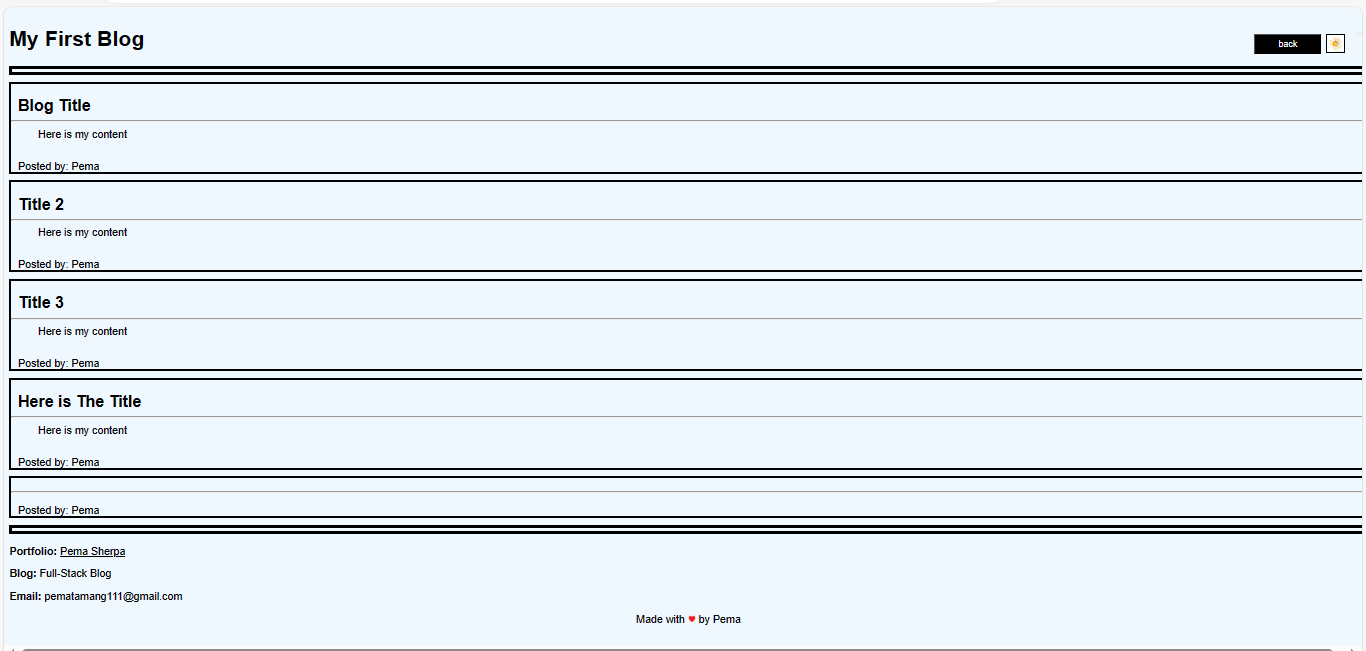 My First Blog
back
Blog Title
Here is my content
Posted by: Pema
Title 2
Here is my content
Posted by: Pema
Title 3
Here is my content
Posted by: Pema
Here is The Title
Here is my content
Posted by: Pema
Posted by: Pema
Portfolio: Pema Sherpa
Blog: Full-Stack Blog
Email: pematamang111@gmail.com
Made with ❤ by Pema